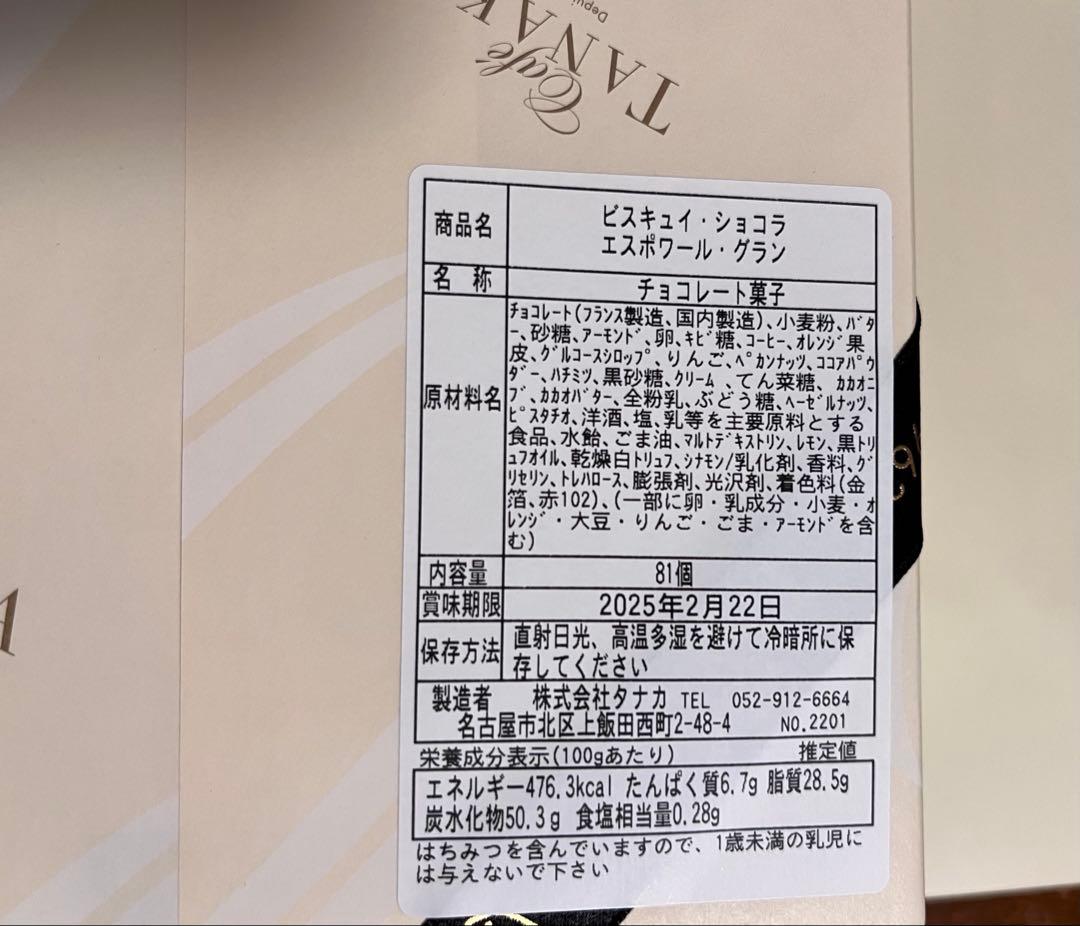 Café
TANAK
Depui
商品名 ビスキュイ・ショコラ
エスポワール・グラン
名 称 チョコレート菓子
原材料名
チョコレート(フランス製造、国内製造)、小麦粉、バタ
ー、砂糖、アーモンド、卵、キビ糖、コーヒー、オレンジ果
皮、グルコースシロップ、りんご、ペカンナッツ、ココアパウ
ダー、ハチミツ、黒砂糖、クリーム、てん菜糖、カカオニ
ブ、カカオバター、全粉乳、ぶどう糖、ヘーゼルナッツ、
ピスタチオ、洋酒、塩、乳等を主要原料とする
食品、水飴、ごま油、マルトデキストリン、レモン、黒トリ
ュフオイル、乾燥白トリュフ、シナモン/乳化剤、香料、グ
リセリン、トレハロース、膨張剤、光沢剤、着色料(金
箔、赤102)、(一部に卵・乳成分・小麦・オ
レンジ・大豆・りんご・ごま・アーモンドを含
む)
内容量 81個
賞味期限 2025年2月22日
保存方法 直射日光、高温多湿を避けて冷暗所に保
存してください
製造者 株式会社タナカ TEL 052-912-6664
名古屋市北区上飯田西町2-48-4 NO.2201
栄養成分表示(100gあたり) 推定値
エネルギー476.3kcal たんぱく質6.7g 脂質28.5g
炭水化物50.3g 食塩相当量0.28g
はちみつを含んでいますので、1歳未満の乳児に
は与えないで下さい
A